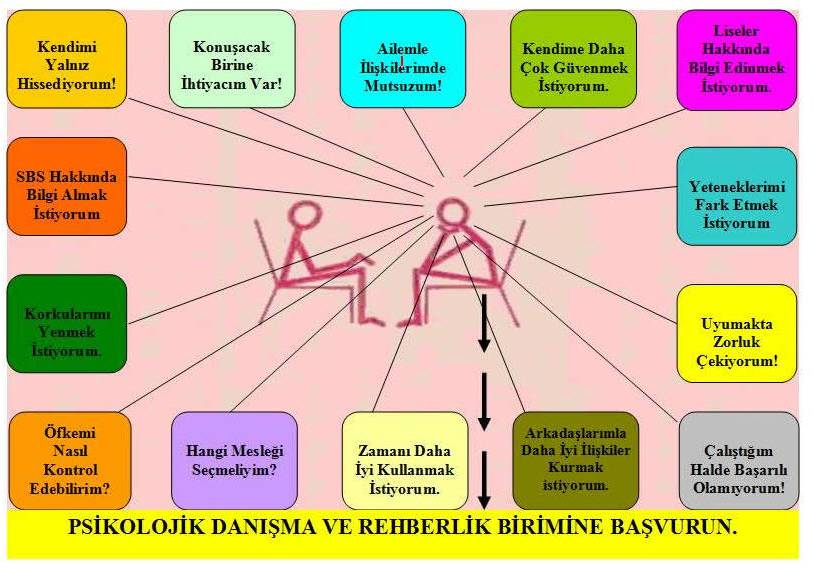 Kendimi
Yalnız
Hissediyorum!
Konuşacak
Birine
İhtiyacım Var!
Ailemle
İlişkilerimde
Mutsuzum!
Kendime Daha
Çok Güvenmek
İstiyorum.
Liseler
Hakkında
Bilgi Edinmek
İstiyorum.
SBS Hakkında
Bilgi Almak
İstiyorum
Yeteneklerimi
Fark Etmek
İstiyorum
Korkularımı
Yenmek
İstiyorum.
Uyumakta
Zorluk
Çekiyorum!
Öfkemi
Nasıl
Kontrol
Edebilirim?
Hangi Mesleği
Seçmeliyim?
Zamanı Daha
İyi Kullanmak
İstiyorum.
Arkadaşlarımla
Daha İyi İlişkiler
Kurmak
istiyorum.
Çalıştığım
Halde Başarılı
Olamıyorum!
PSİKOLOJİK DANIŞMA VE REHBERLİK BİRİMİNE BAŞVURUN.